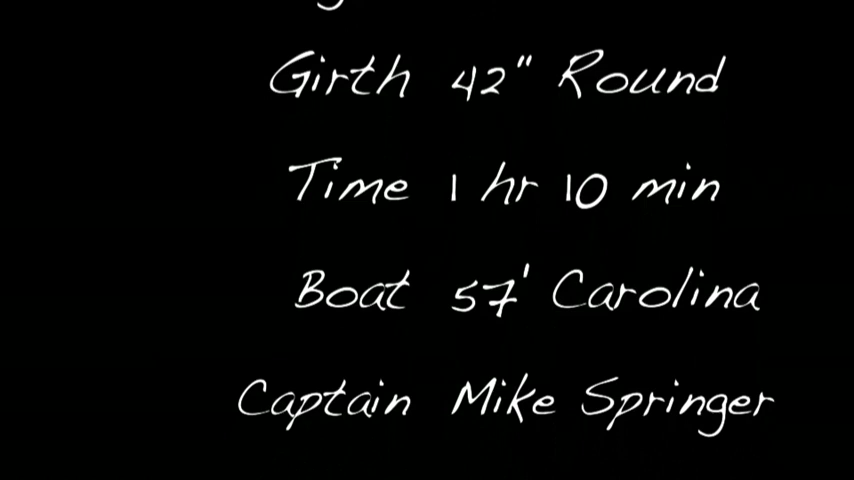 Girth 42" Round
Time 1 hr 10 min
Boat 57' Carolina
Captain Mike Springer